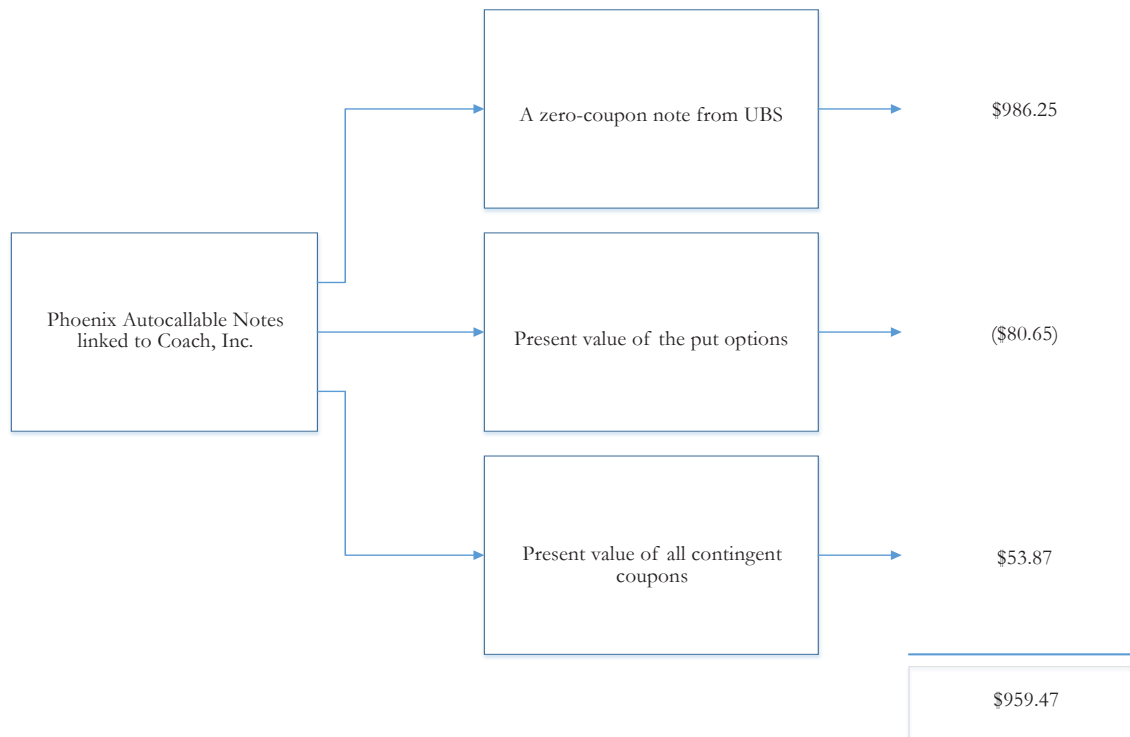 A zero-coupon note from UBS
$986.25
Phoenix Autocallable Notes
linked to Coach, Inc.
Present value of the put options
($80.65)
Present value of all contingent
coupons
$53.87
$959.47